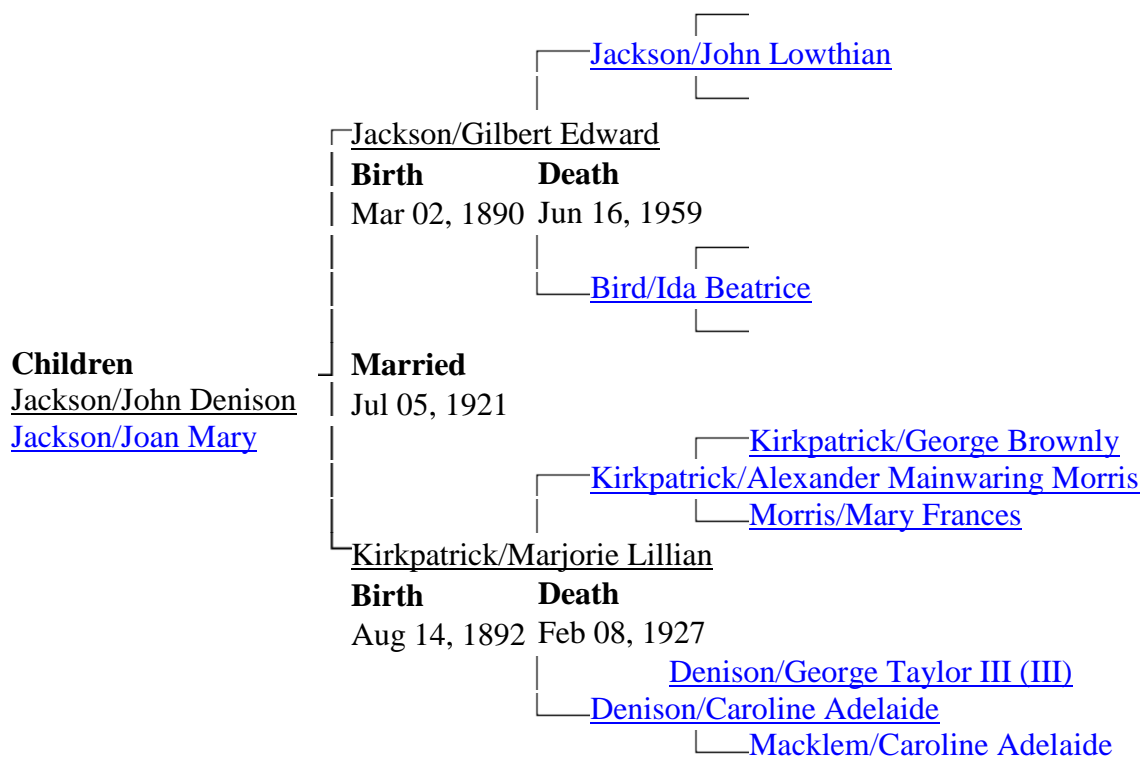 Jackson/John Lowthian
Jackson/Gilbert Edward
Birth Death
Mar 02, 1890 Jun 16, 1959
Bird/Ida Beatrice
Children Married
Jackson/John Denison Jul 05, 1921
Jackson/Joan Mary
Kirkpatrick/George Brownly
Kirkpatrick/Alexander Mainwaring Morris
Morris/Mary Frances
Kirkpatrick/Marjorie Lillian
Birth Death
Aug 14, 1892 Feb 08, 1927
Denison/George Taylor III (III)
Denison/Caroline Adelaide
Macklem/Caroline Adelaide